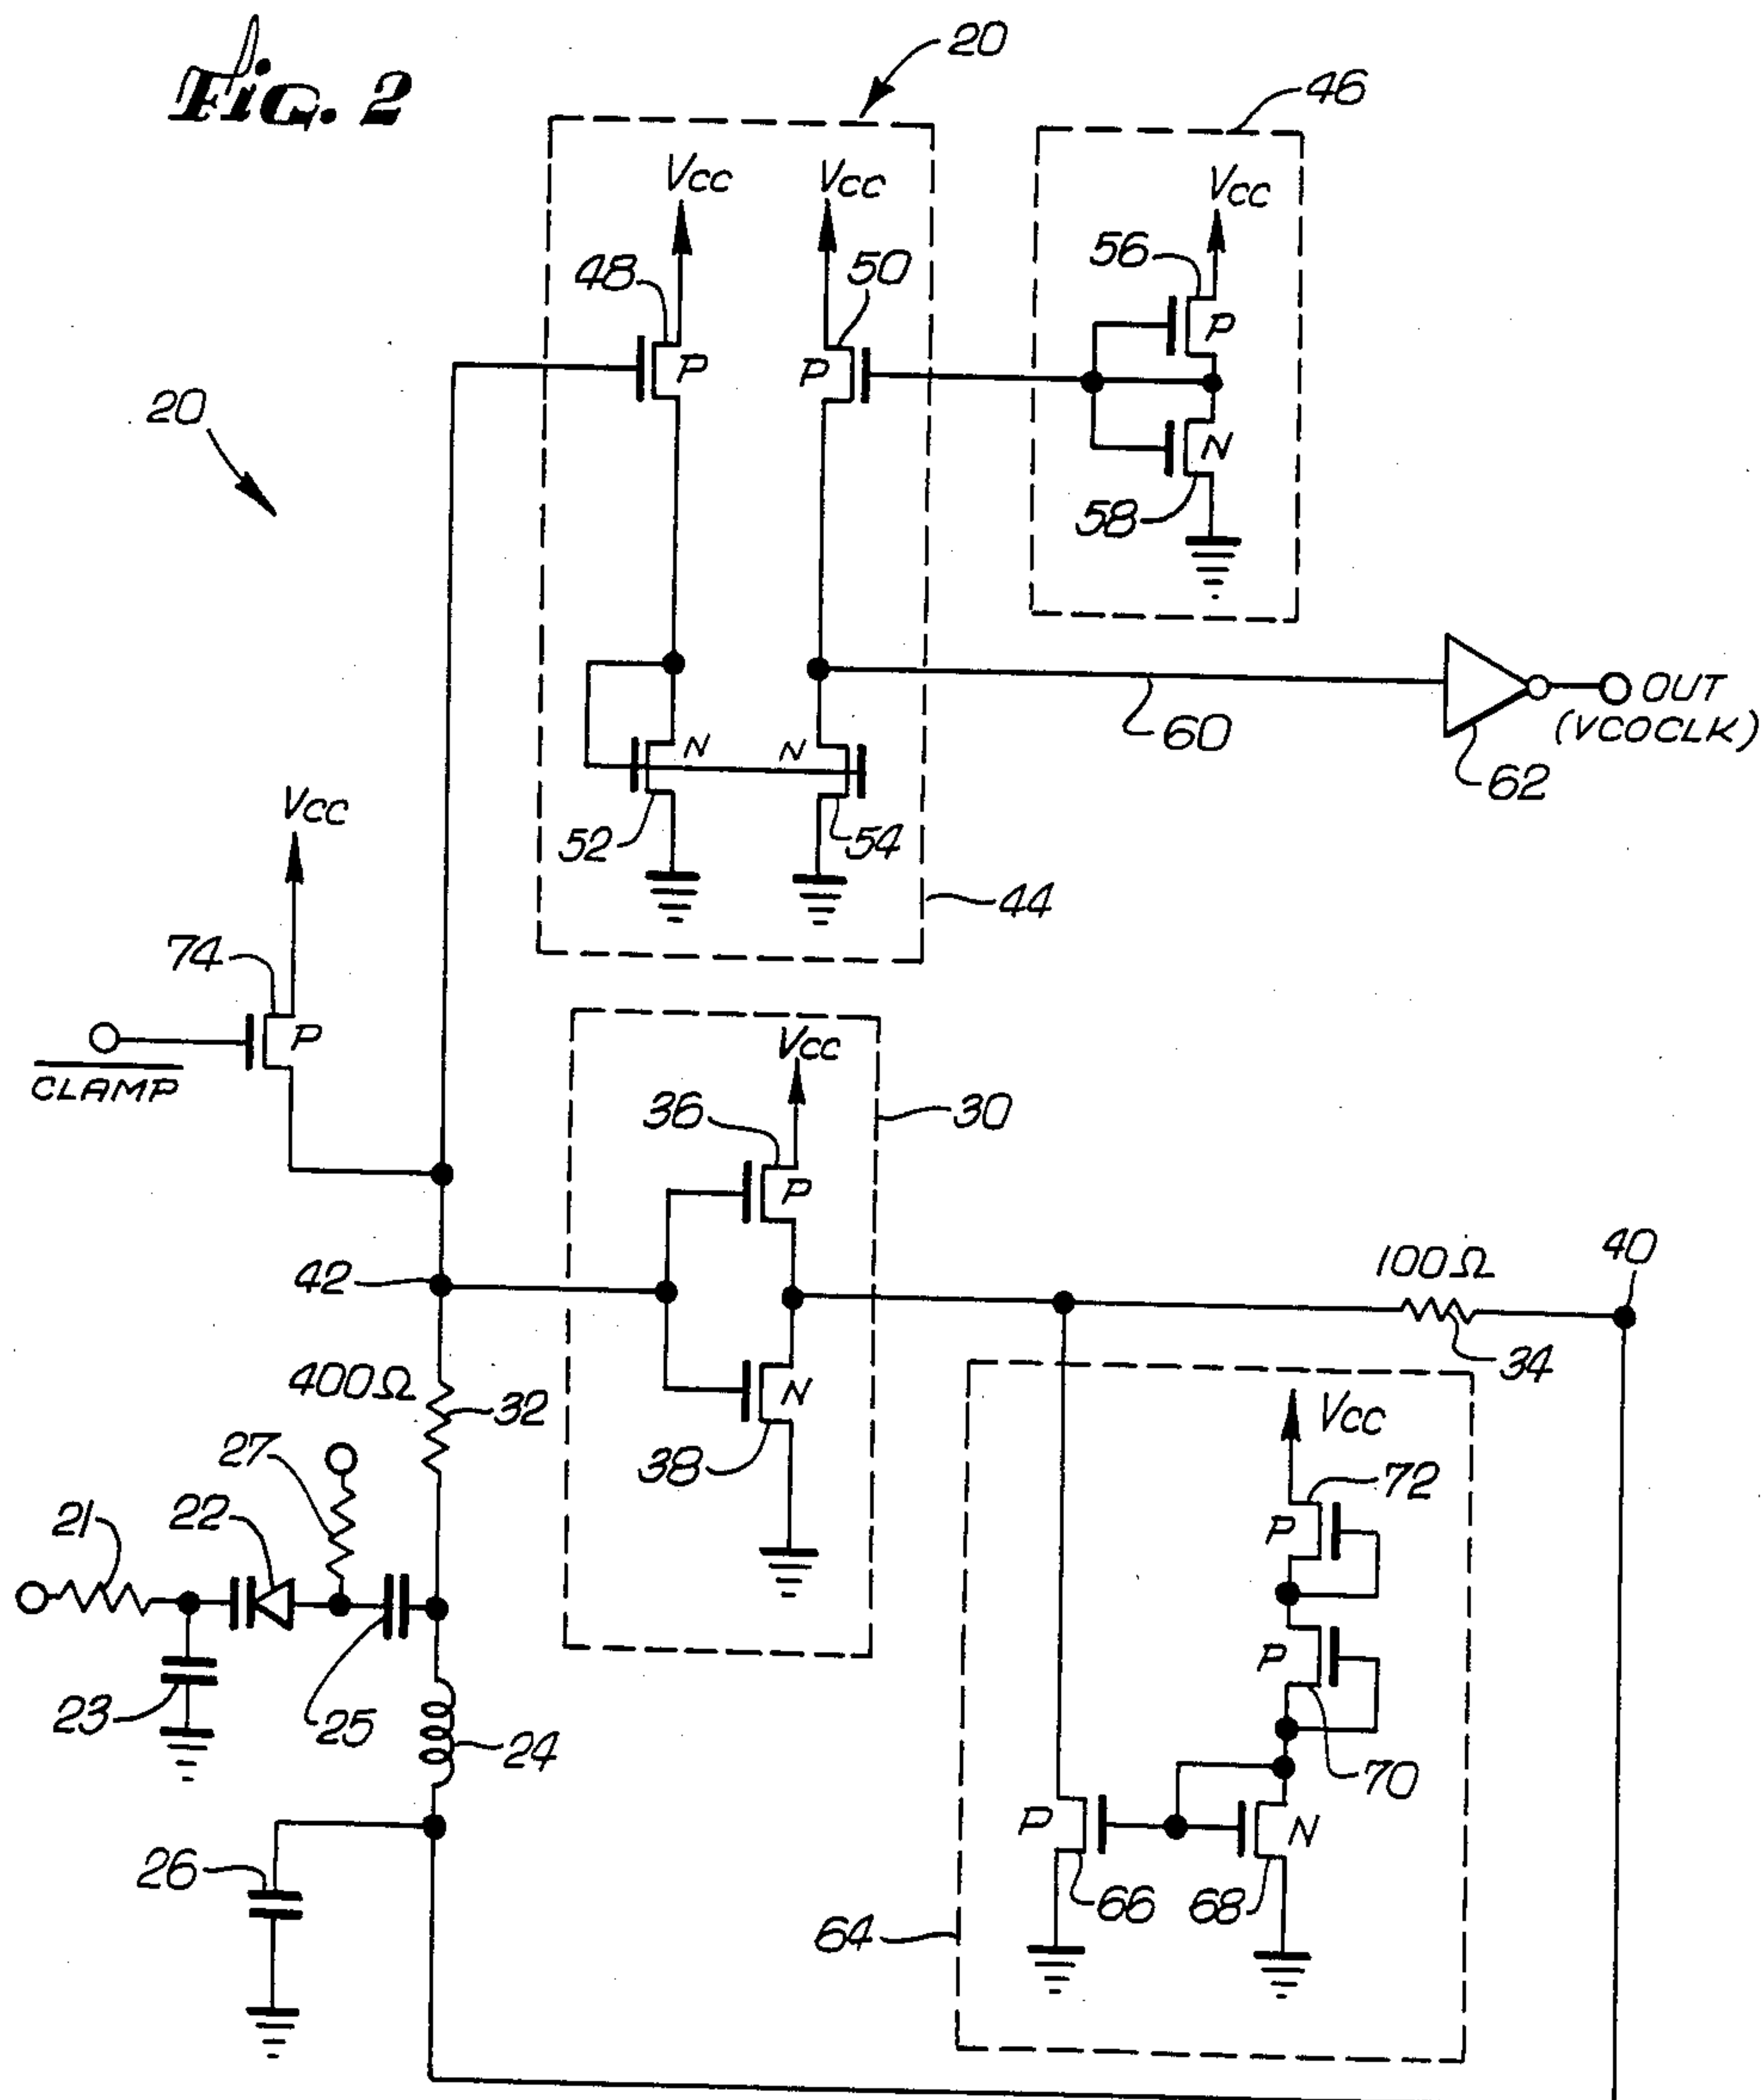 Fig. 2
20
46
Vcc
Vcc
Vcc
56
48
50
P
P
P
20
N
58
OUT
(VCOCLK)
60
62
N
N
52
54
44
Vcc
74
P
CLAMP
Vcc
36
30
P
42
100Ω
40
34
400Ω
32
N
38
27
Vcc
72
21
22
P
P
23
25
24
70
P
N
26
66
68
64